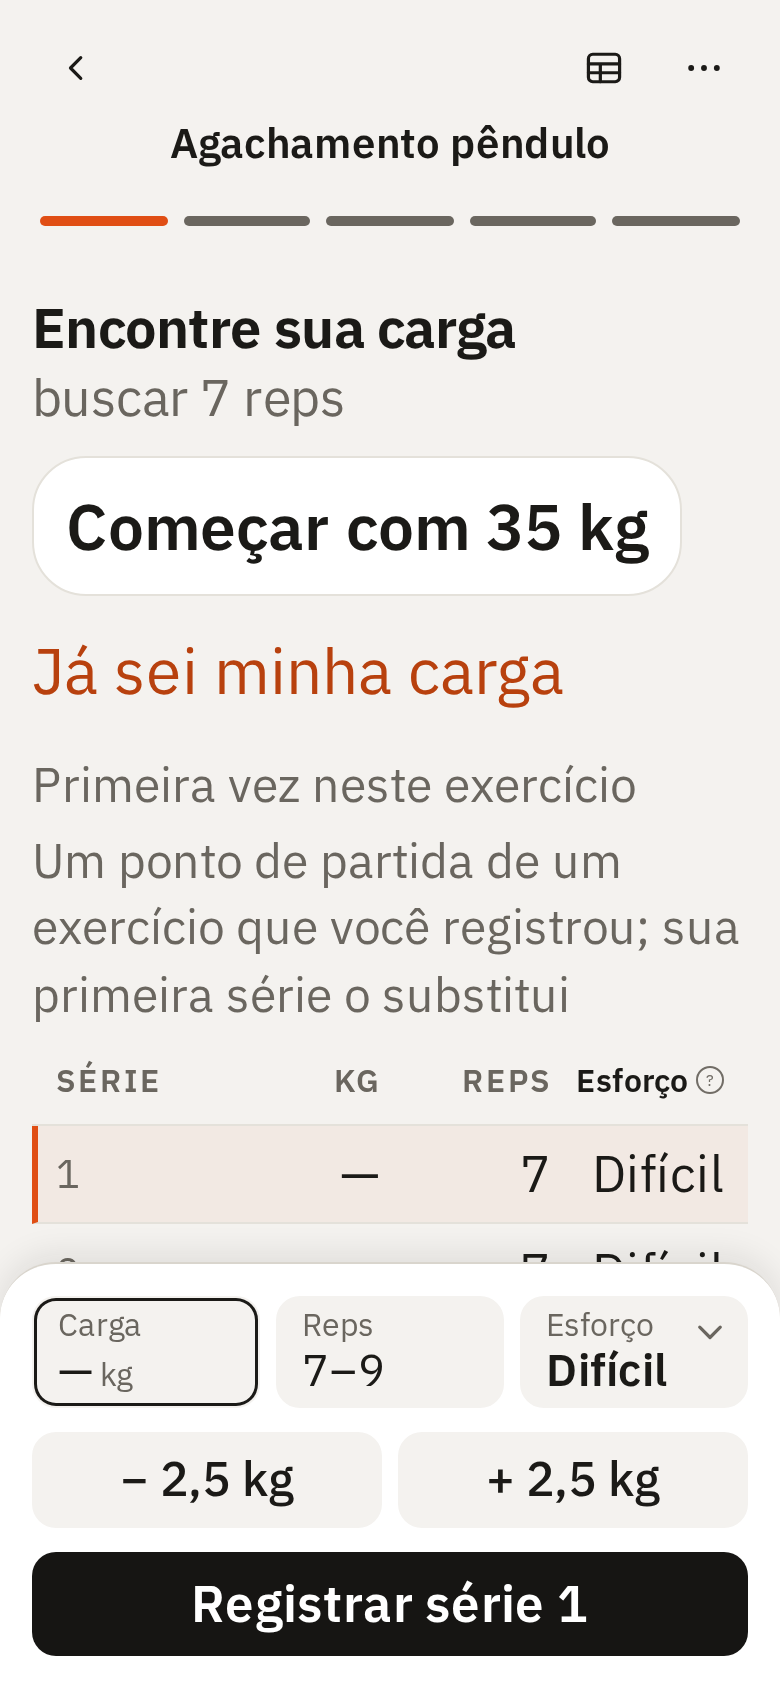 Agachamento pêndulo
Encontre sua carga
buscar 7 reps
Começar com 35 kg
Já sei minha carga
Primeira vez neste exercício
Um ponto de partida de um
exercício que você registrou; sua
primeira série o substitui
SÉRIE KG REPS Esforço ?
1 — 7 Difícil
7 Difícil
Carga Reps Esforço
— kg 7–9 Difícil
− 2,5 kg + 2,5 kg
Registrar série 1